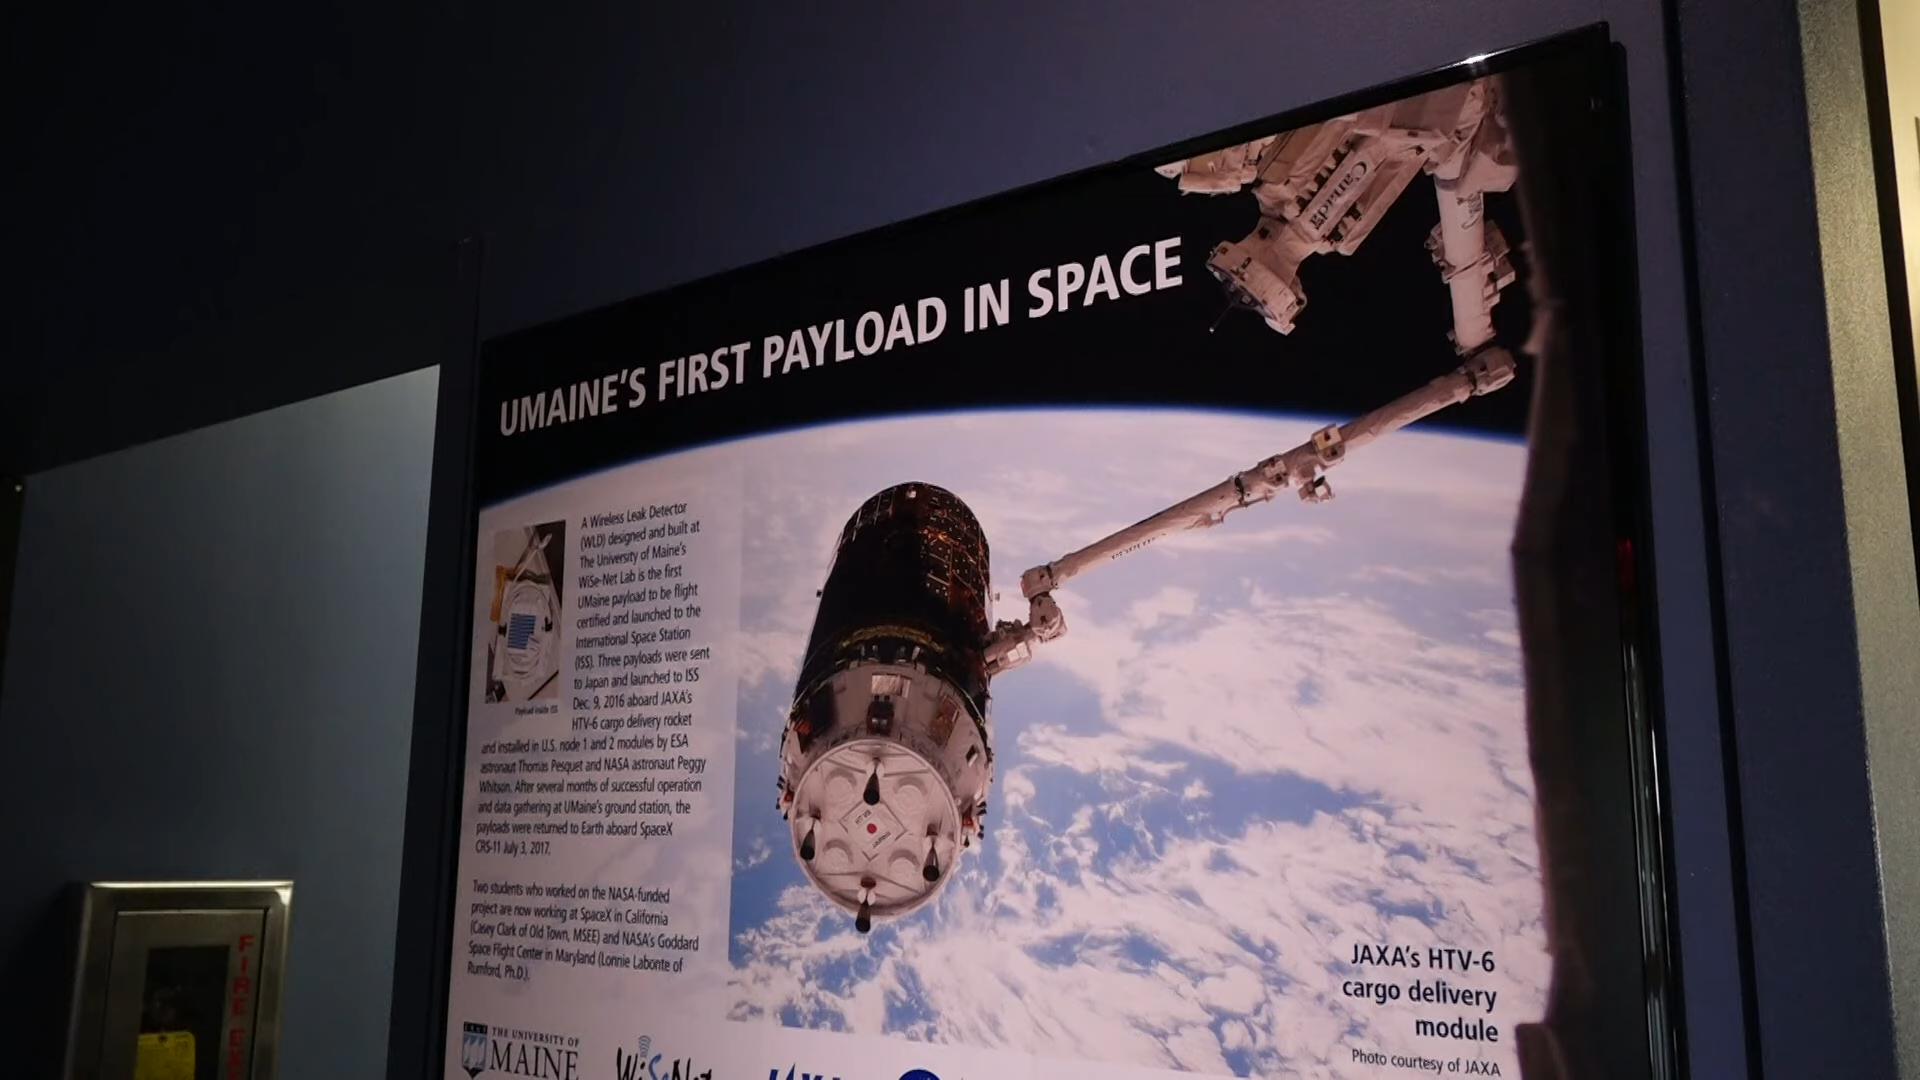 UMAINE'S FIRST PAYLOAD IN SPACE
Canada
A Wireless Leak Detector
(WLD) designed and built at
The University of Maine's
WiSe-Net Lab is the first
UMaine payload to be flight
certified and launched to the
International Space Station
(ISS). Three payloads were sent
to Japan and launched to ISS
Dec. 9, 2016 aboard JAXA's
HTV-6 cargo delivery rocket
and installed in U.S. node 1 and 2 modules by ESA
astronaut Thomas Pesquet and NASA astronaut Peggy
Whitson. After several months of successful operation
and data gathering at UMaine's ground station, the
payloads were returned to Earth aboard SpaceX
CRS-11 July 3, 2017.
Payload inside ISS
Two students who worked on the NASA-funded
project are now working at SpaceX in California
(Casey Clark of Old Town, MSEE) and NASA's Goddard
Space Flight Center in Maryland (Lonnie Labonte of
Rumford, Ph.D.).
JAXA's HTV-6
cargo delivery
module
Photo courtesy of JAXA
THE UNIVERSITY OF
MAINE
WiSe-Net
FIRE